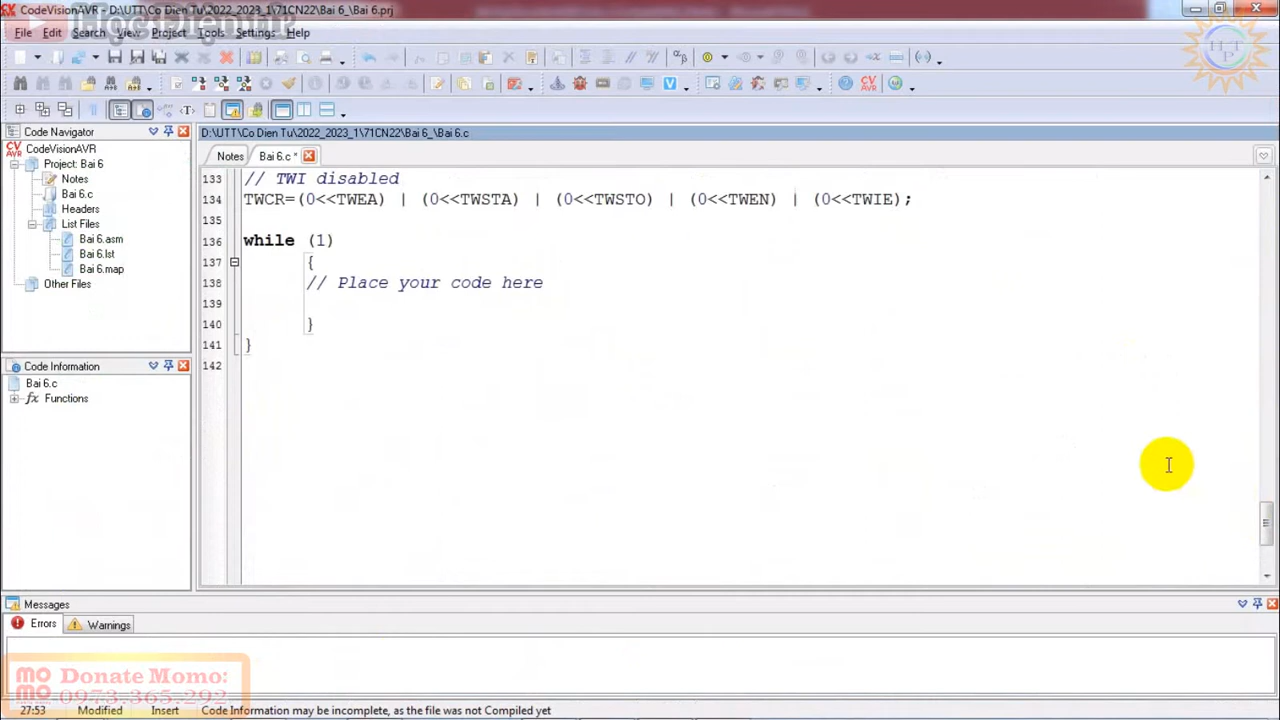 CodeVisionAVR - D:\UTT\Co Dien Tu\2022_2023_1\71CN22\Bai 6_\Bai 6.prj
File Edit Search View Project Tools Settings Help
HTP
Code Navigator
CodeVisionAVR
Project: Bai 6
Notes
Bai 6.c
Headers
List Files
Bai 6.asm
Bai 6.lst
Bai 6.map
Other Files
Code Information
Bai 6.c
Functions
D:\UTT\Co Dien Tu\2022_2023_1\71CN22\Bai 6_\Bai 6.c
Notes Bai 6.c *
133 // TWI disabled
134 TWCR=(0<<TWEA) | (0<<TWSTA) | (0<<TWSTO) | (0<<TWEN) | (0<<TWIE);
135
136 while (1)
137 {
138 // Place your code here
139
140 }
141 }
142
Messages
Errors Warnings
Donate Momo:
0973.365.292
27:53 Modified Insert Code Information may be incomplete, as the file was not Compiled yet